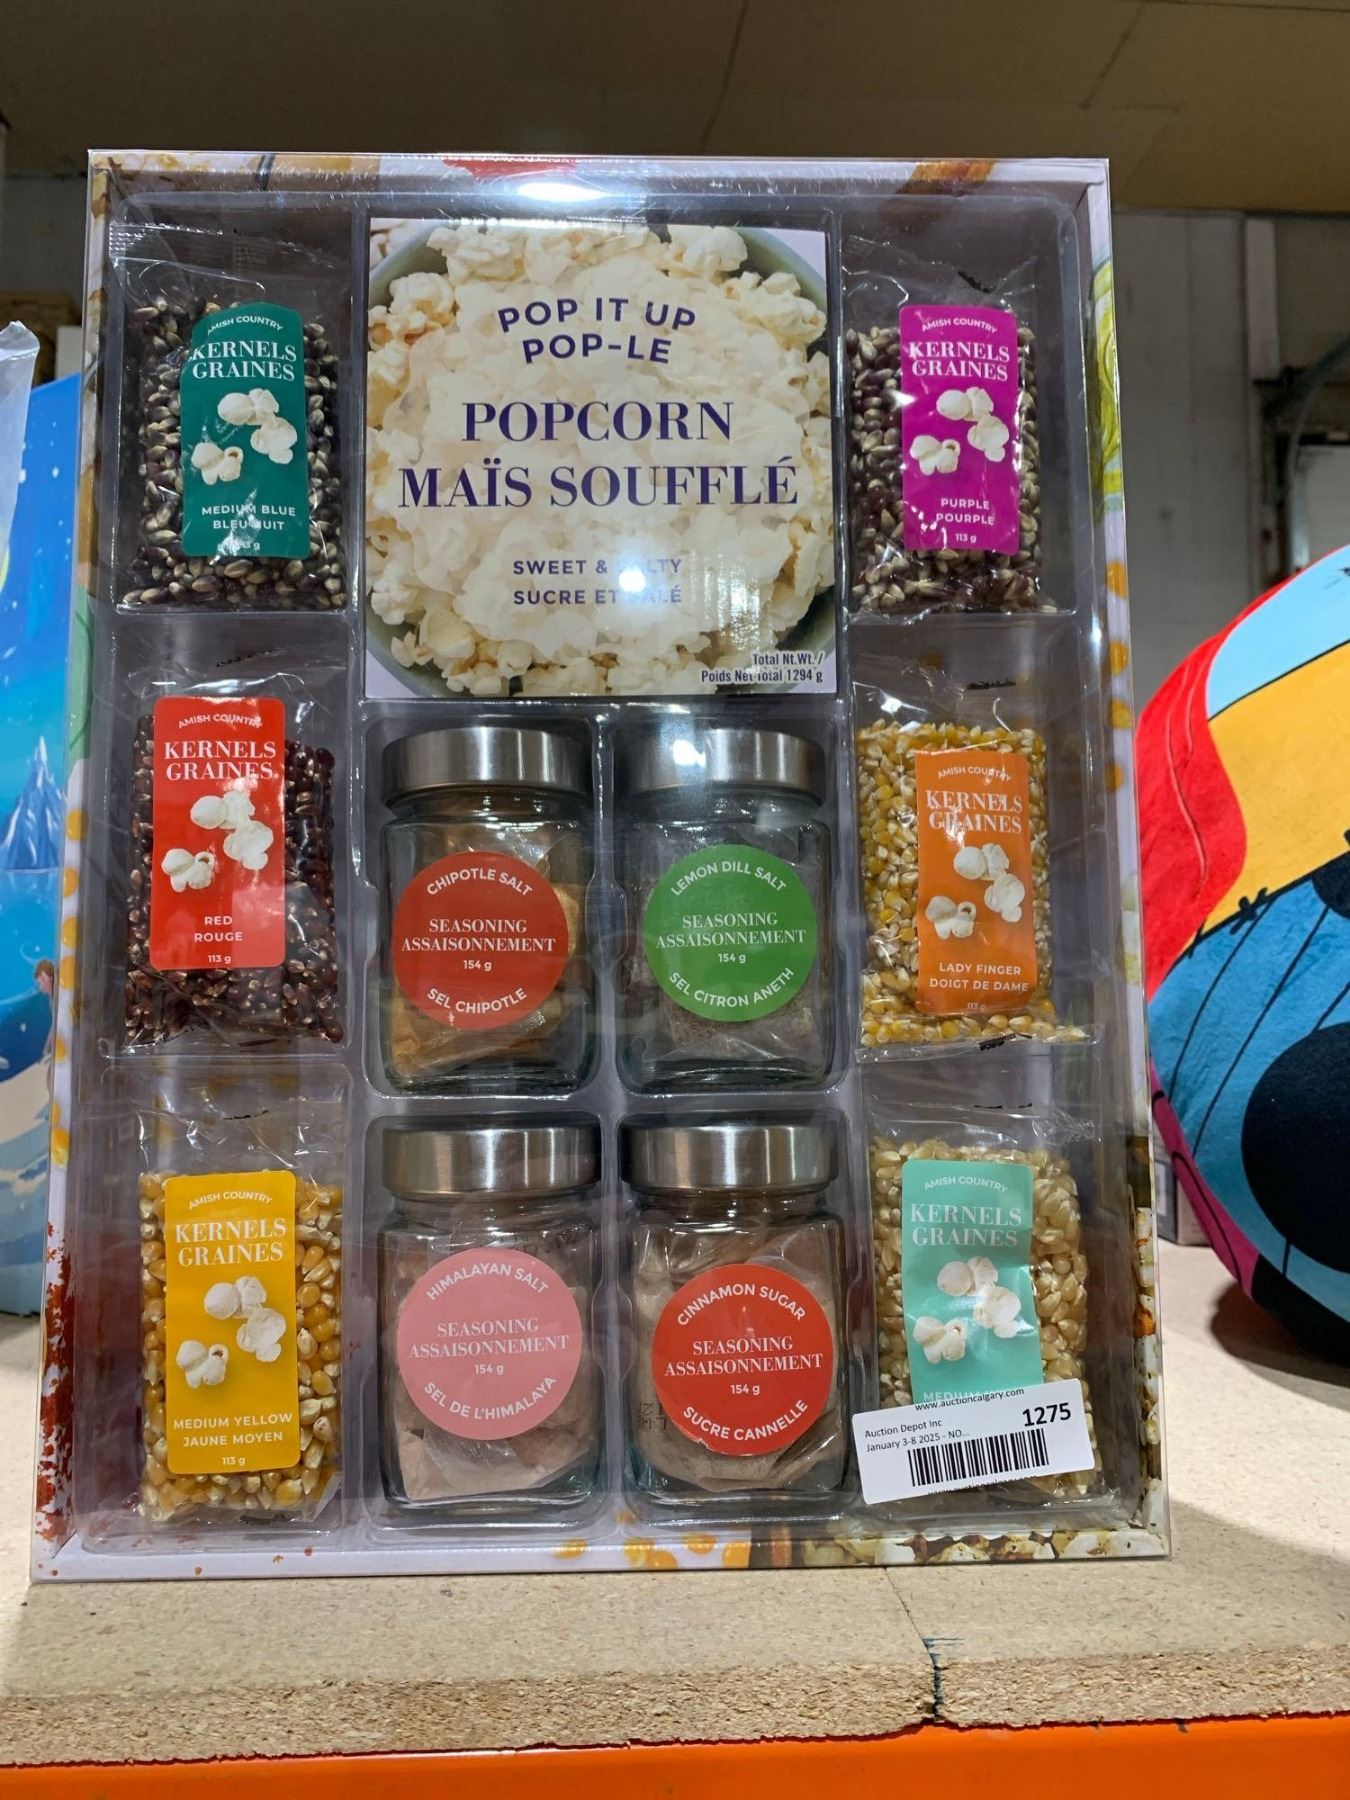 POP IT UP
POP-LE
POPCORN
MAÏS SOUFFLÉ
SWEET &
SUCRE ET
Total Nt.Wt. /
Poids Net Total 1294 g
AMISH COUNTRY
KERNELS
GRAINES
MEDIUM BLUE
BLEU NUIT
AMISH COUNTRY
KERNELS
GRAINES
PURPLE
POURPLE
113 g
AMISH COUNTRY
KERNELS
GRAINES
RED
ROUGE
113 g
CHIPOTLE SALT
SEASONING
ASSAISONNEMENT
154 g
SEL CHIPOTLE
LEMON DILL SALT
SEASONING
ASSAISONNEMENT
154 g
SEL CITRON ANETH
AMISH COUNTRY
KERNELS
GRAINES
LADY FINGER
DOIGT DE DAME
113 g
AMISH COUNTRY
KERNELS
GRAINES
MEDIUM YELLOW
JAUNE MOYEN
113 g
HIMALAYAN SALT
SEASONING
ASSAISONNEMENT
154 g
SEL DE L'HIMALAYA
CINNAMON SUGAR
SEASONING
ASSAISONNEMENT
154 g
SUCRE CANNELLE
AMISH COUNTRY
KERNELS
GRAINES
www.auctioncalgary.com
Auction Depot Inc
1275
January 3-8 2025 - NO...